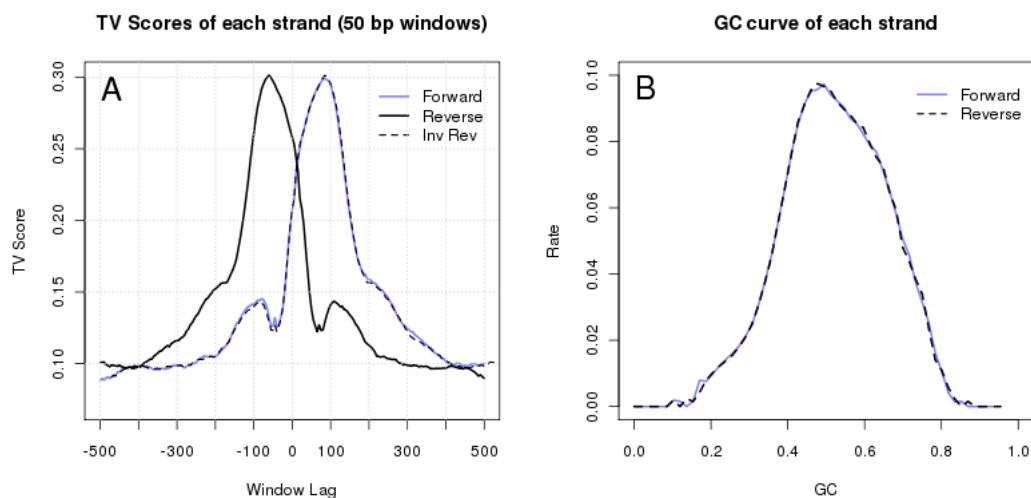 TV Scores of each strand (50 bp windows)
A
Forward
Reverse
Inv Rev
0.30
0.25
0.20
0.15
0.10
TV Score
-500
-300
-100
0
100
300
500
Window Lag
GC curve of each strand
B
Forward
Reverse
0.10
0.08
0.06
0.04
0.02
0.00
Rate
0.0
0.2
0.4
0.6
0.8
1.0
GC